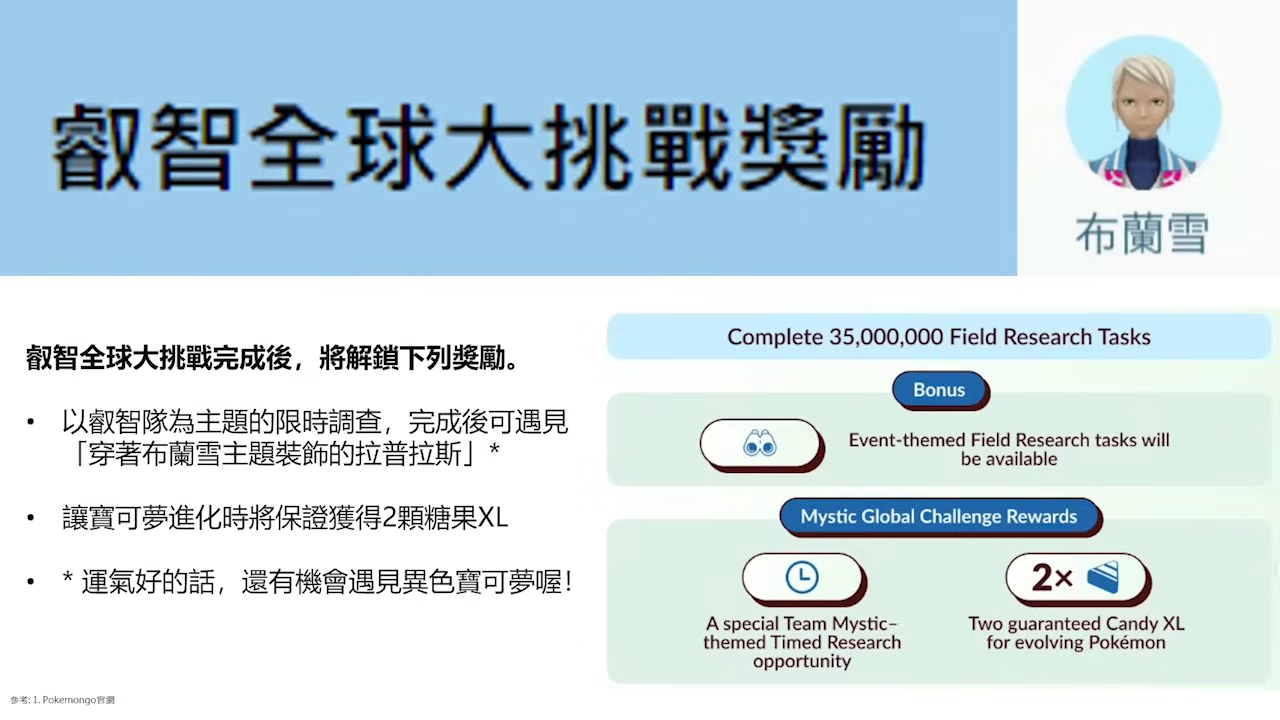 叡智全球大挑戰獎勵
布蘭雪
叡智全球大挑戰完成後，將解鎖下列獎勵。
• 以叡智隊為主題的限時調查，完成後可遇見
「穿著布蘭雪主題裝飾的拉普拉斯」*
• 讓寶可夢進化時將保證獲得2顆糖果XL
• * 運氣好的話，還有機會遇見異色寶可夢喔！
Complete 35,000,000 Field Research Tasks
Bonus
Event-themed Field Research tasks will
be available
Mystic Global Challenge Rewards
A special Team Mystic–
themed Timed Research
opportunity
2×
Two guaranteed Candy XL
for evolving Pokémon
參考: 1. Pokemongo官網